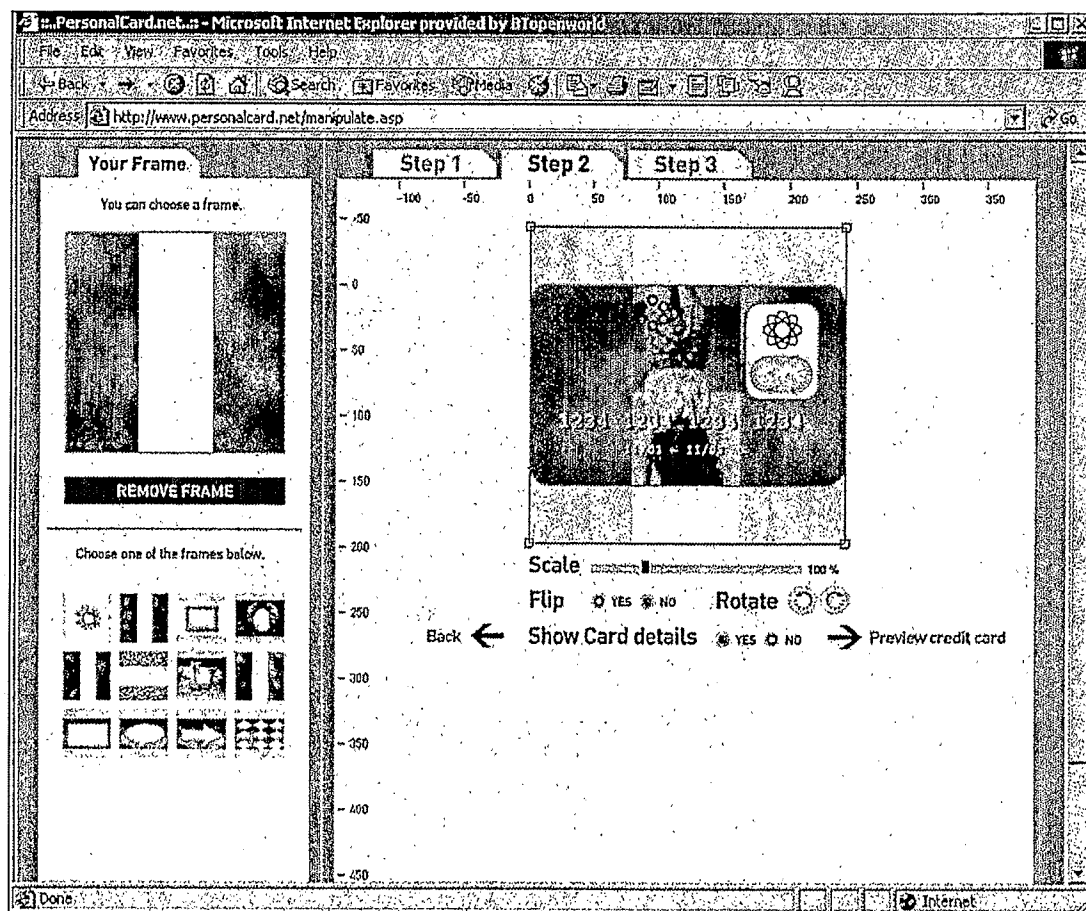 ::..PersonalCard.net..:: - Microsoft Internet Explorer provided by BTopenworld
File Edit View Favorites Tools Help
Back Search Favorites Media
Address http://www.personalcard.net/manipulate.asp Go
Your Frame
Step 1 Step 2 Step 3
You can choose a frame.
-100 -50 0 50 100 150 200 250 300 350
-50
0
50
100
150
200
250
300
350
400
450
1234 1234 1234 1234
REMOVE FRAME
Choose one of the frames below.
Scale 100 %
Flip YES NO Rotate
Back Show Card details YES NO Preview credit card
Done Internet